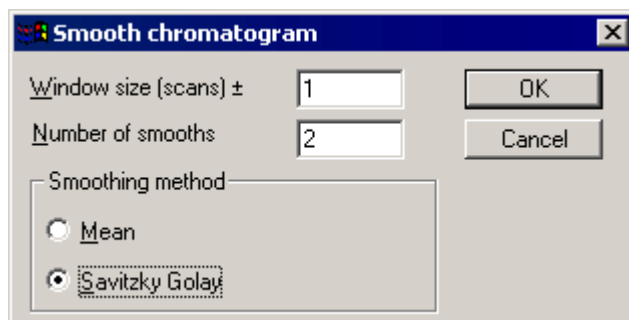 Smooth chromatogram
Window size (scans) ± 1 OK
Number of smooths 2 Cancel
Smoothing method
Mean
Savitzky Golay